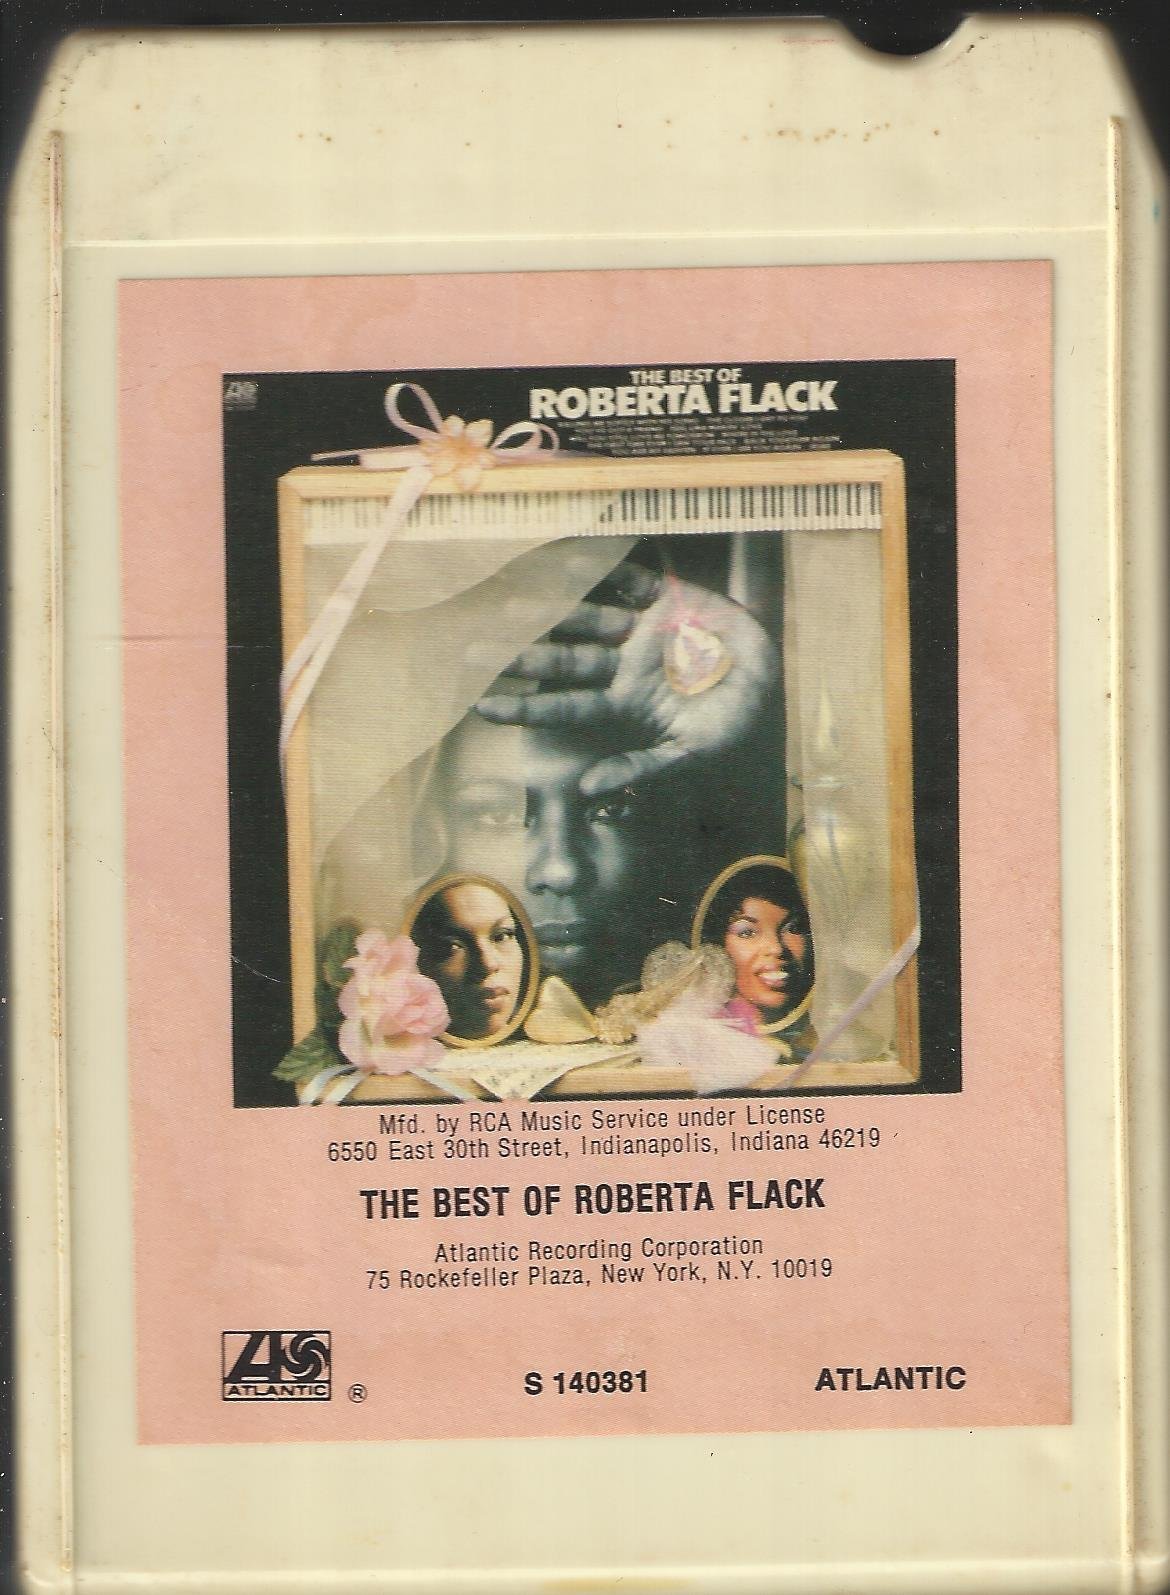 THE BEST OF
ROBERTA FLACK
Mfd. by RCA Music Service under License
6550 East 30th Street, Indianapolis, Indiana 46219
THE BEST OF ROBERTA FLACK
Atlantic Recording Corporation
75 Rockefeller Plaza, New York, N.Y. 10019
ATLANTIC ®
S 140381
ATLANTIC